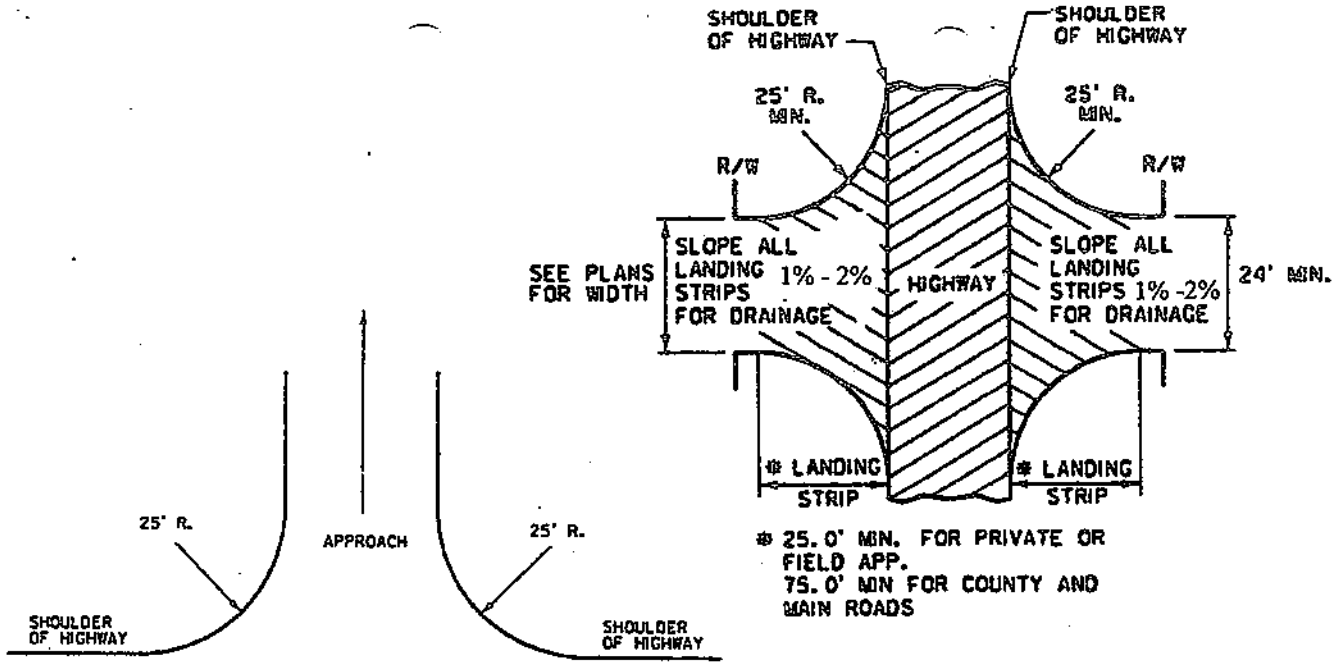 SHOULDER
OF HIGHWAY
SHOULDER
OF HIGHWAY
25' R.
MIN.
25' R.
MIN.
R/W
R/W
SEE PLANS
FOR WIDTH
SLOPE ALL
LANDING 1% - 2%
STRIPS
FOR DRAINAGE
HIGHWAY
SLOPE ALL
LANDING
STRIPS 1% -2%
FOR DRAINAGE
24' MIN.
* LANDING
STRIP
* LANDING
STRIP
* 25.0' MIN. FOR PRIVATE OR
FIELD APP.
75.0' MIN FOR COUNTY AND
MAIN ROADS
25' R.
APPROACH
25' R.
SHOULDER
OF HIGHWAY
SHOULDER
OF HIGHWAY